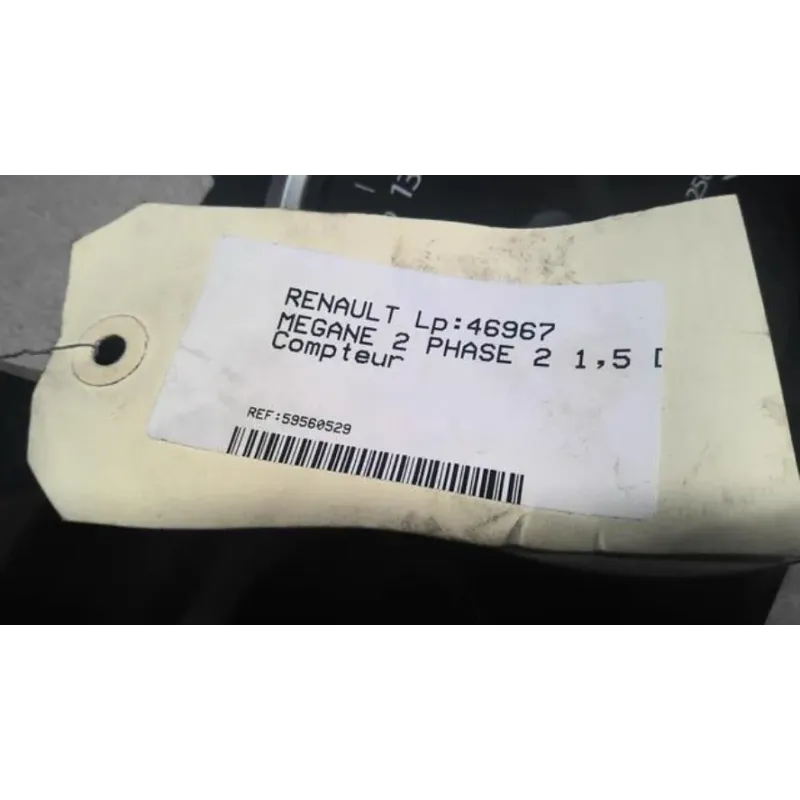 RENAULT Lp:46967
MEGANE 2 PHASE 2 1,5
Compteur
REF:59560529